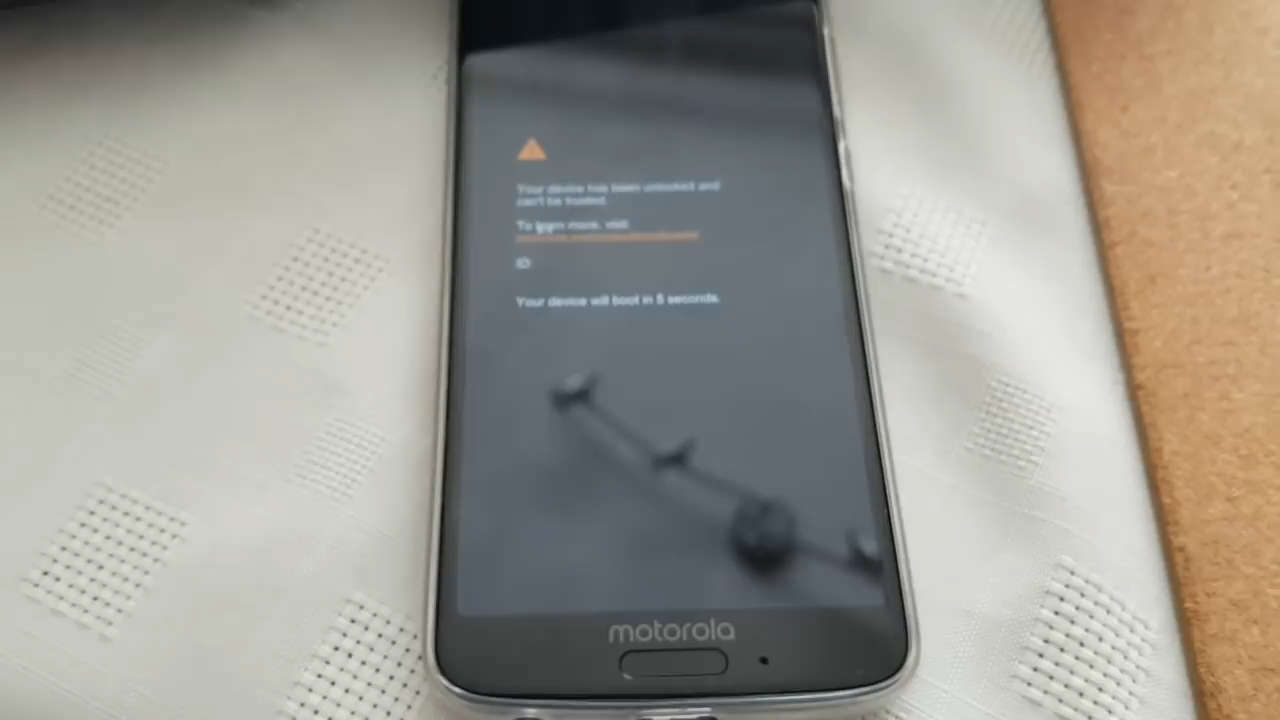 Your device has been unlocked and
can't be trusted.
To learn more, visit:
ID:
Your device will boot in 5 seconds.
motorola